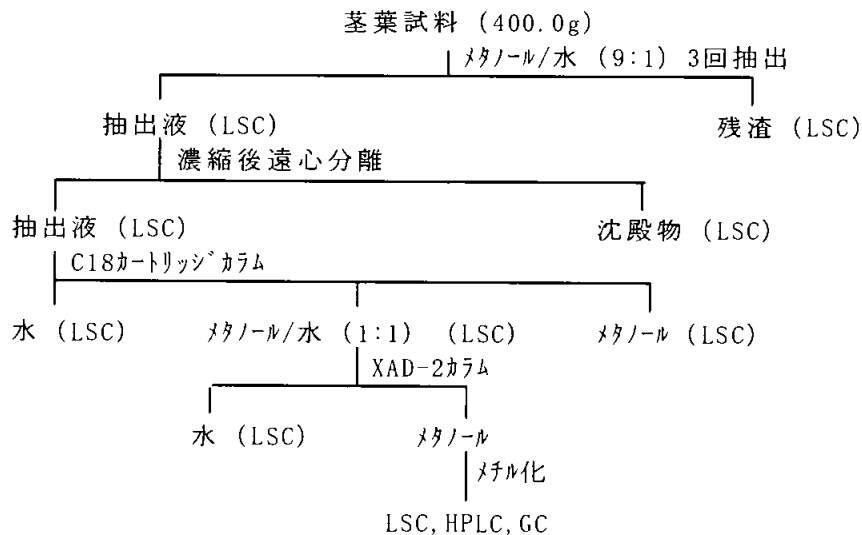 茎葉試料 (400.0g)
ﾒﾀﾉｰﾙ/水 (9:1) 3回抽出
抽出液 (LSC) 残渣 (LSC)
濃縮後遠心分離
抽出液 (LSC) 沈殿物 (LSC)
C18ｶｰﾄﾘｯｼﾞｶﾗﾑ
水 (LSC) ﾒﾀﾉｰﾙ/水 (1:1) (LSC) ﾒﾀﾉｰﾙ (LSC)
XAD-2ｶﾗﾑ
水 (LSC) ﾒﾀﾉｰﾙ
ﾒﾁﾙ化
LSC,HPLC,GC